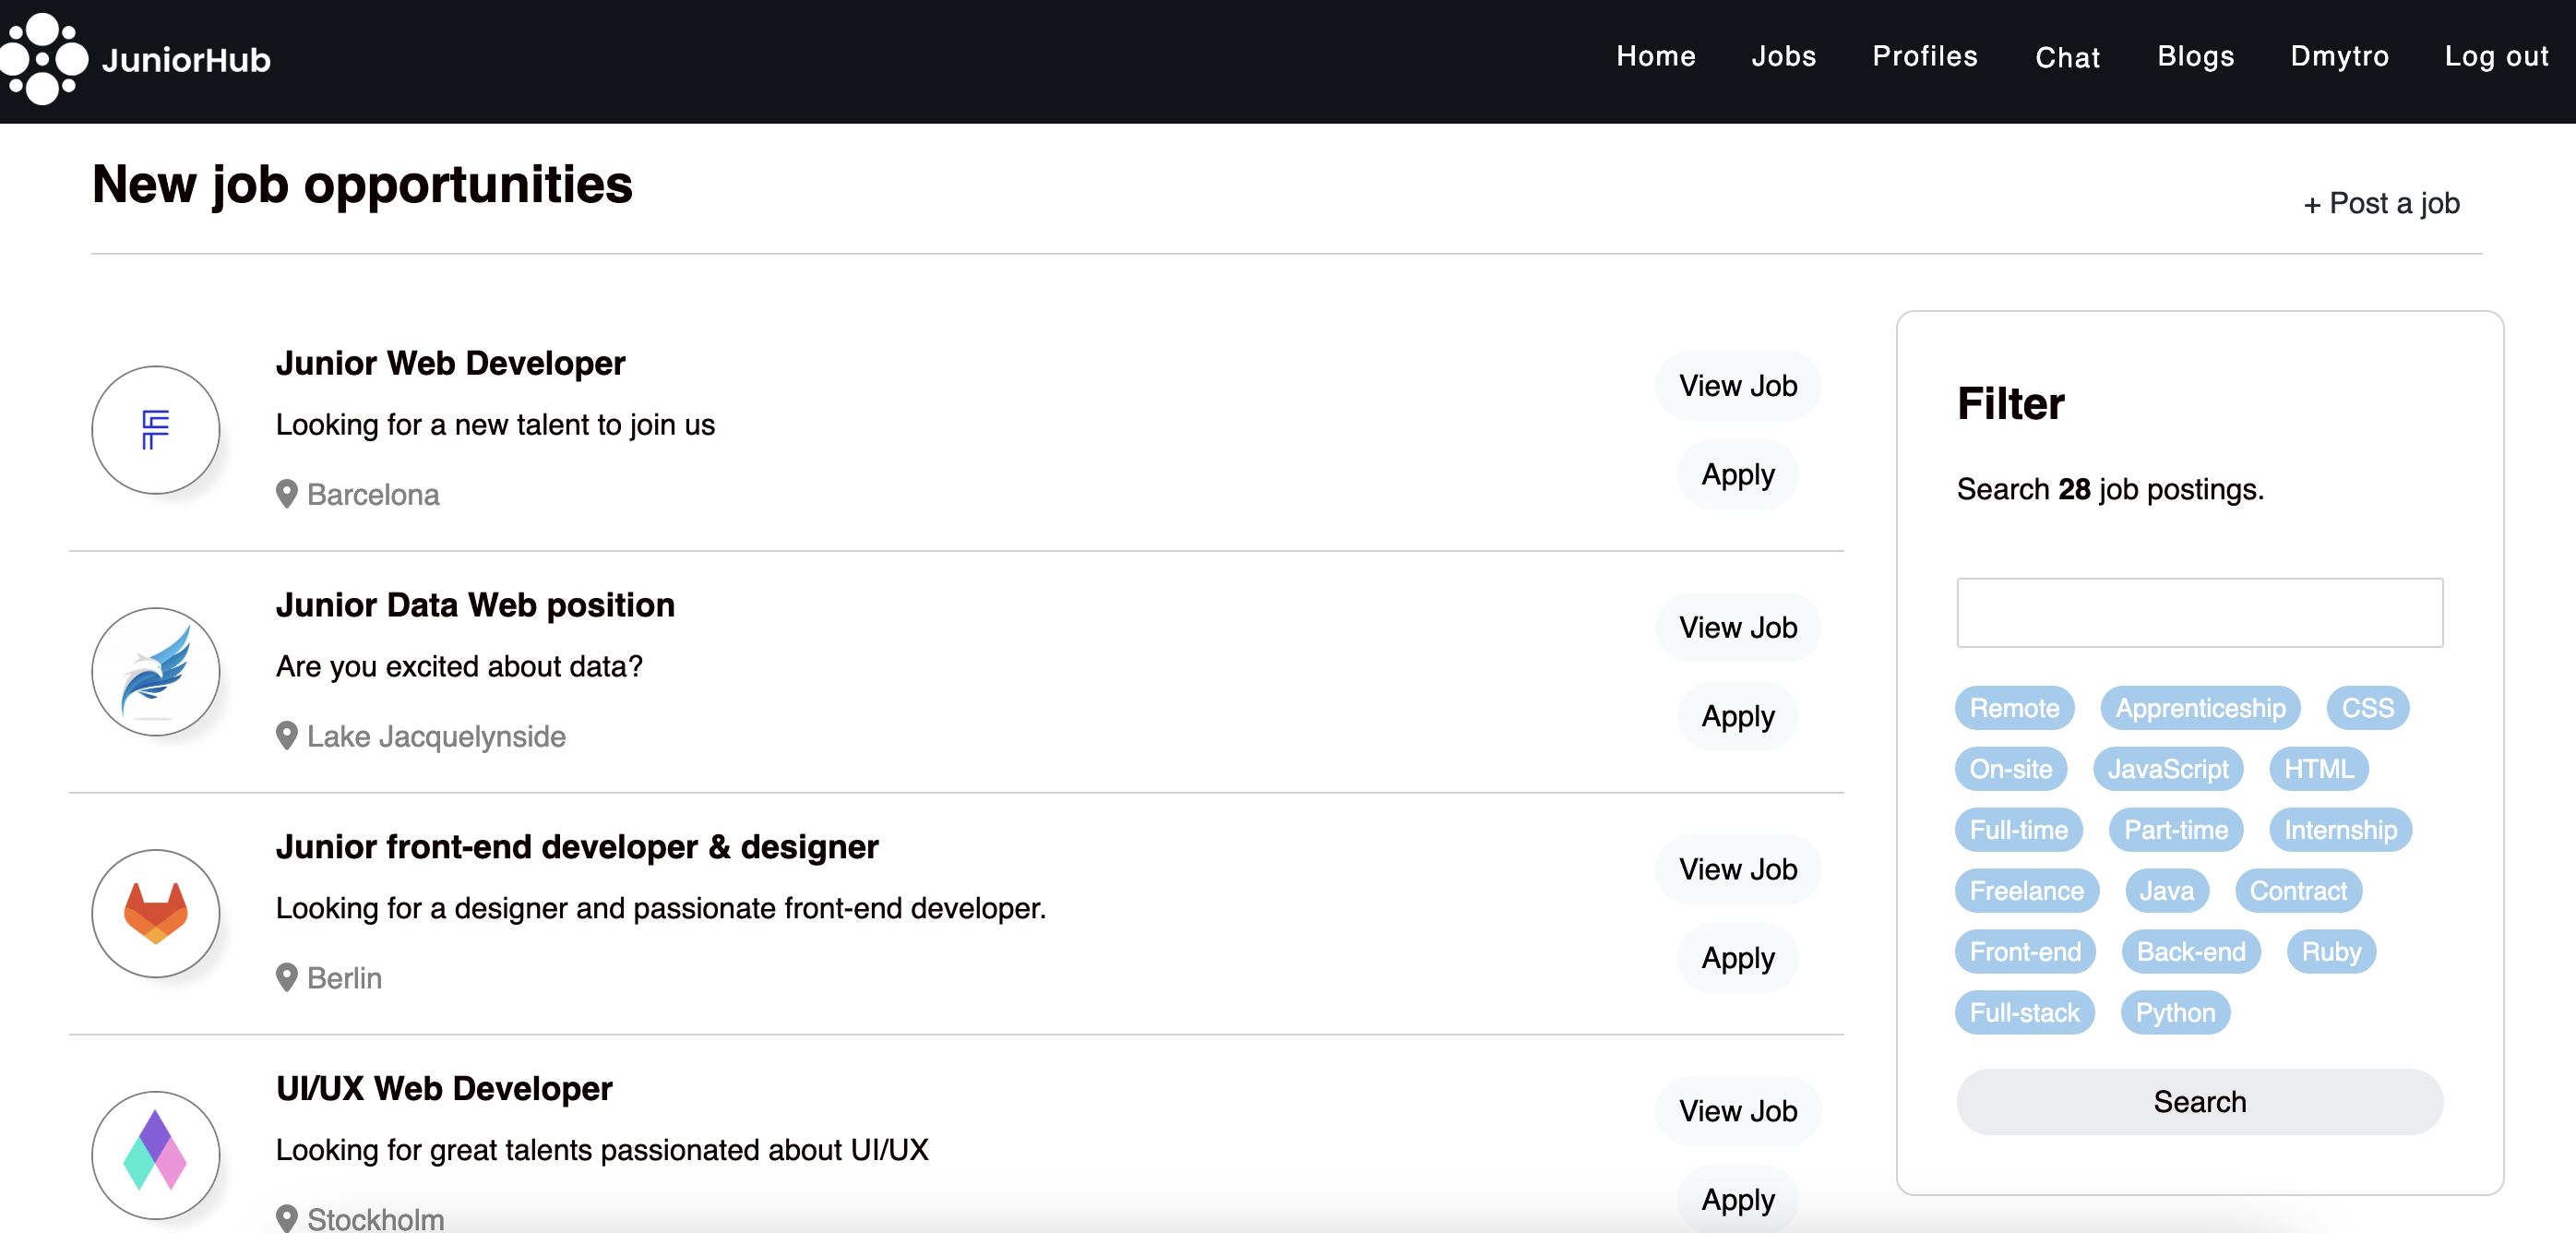 JuniorHub
Home Jobs Profiles Chat Blogs Dmytro Log out
New job opportunities
+ Post a job
Junior Web Developer
Looking for a new talent to join us
Barcelona
View Job
Apply
Junior Data Web position
Are you excited about data?
Lake Jacquelynside
View Job
Apply
Junior front-end developer & designer
Looking for a designer and passionate front-end developer.
Berlin
View Job
Apply
UI/UX Web Developer
Looking for great talents passionated about UI/UX
Stockholm
View Job
Apply
Filter
Search 28 job postings.
Remote Apprenticeship CSS
On-site JavaScript HTML
Full-time Part-time Internship
Freelance Java Contract
Front-end Back-end Ruby
Full-stack Python
Search